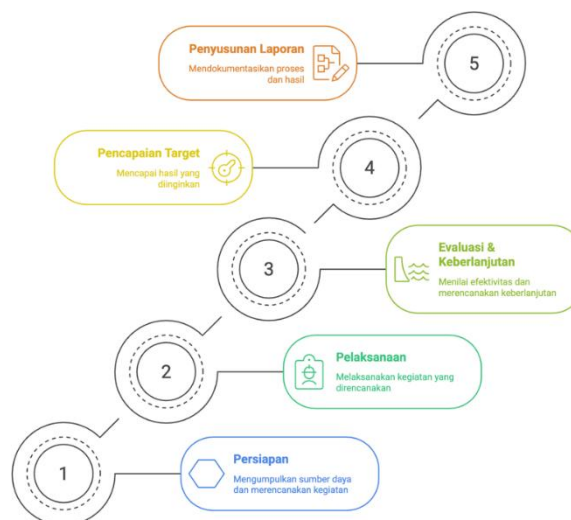 Penyusunan Laporan
Mendokumentasikan proses
dan hasil
5
Pencapaian Target
Mencapai hasil yang
diinginkan
4
3
Evaluasi &
Keberlanjutan
Menilai efektivitas dan
merencanakan keberlanjutan
2
Pelaksanaan
Melaksanakan kegiatan yang
direncanakan
1
Persiapan
Mengumpulkan sumber daya
dan merencanakan kegiatan